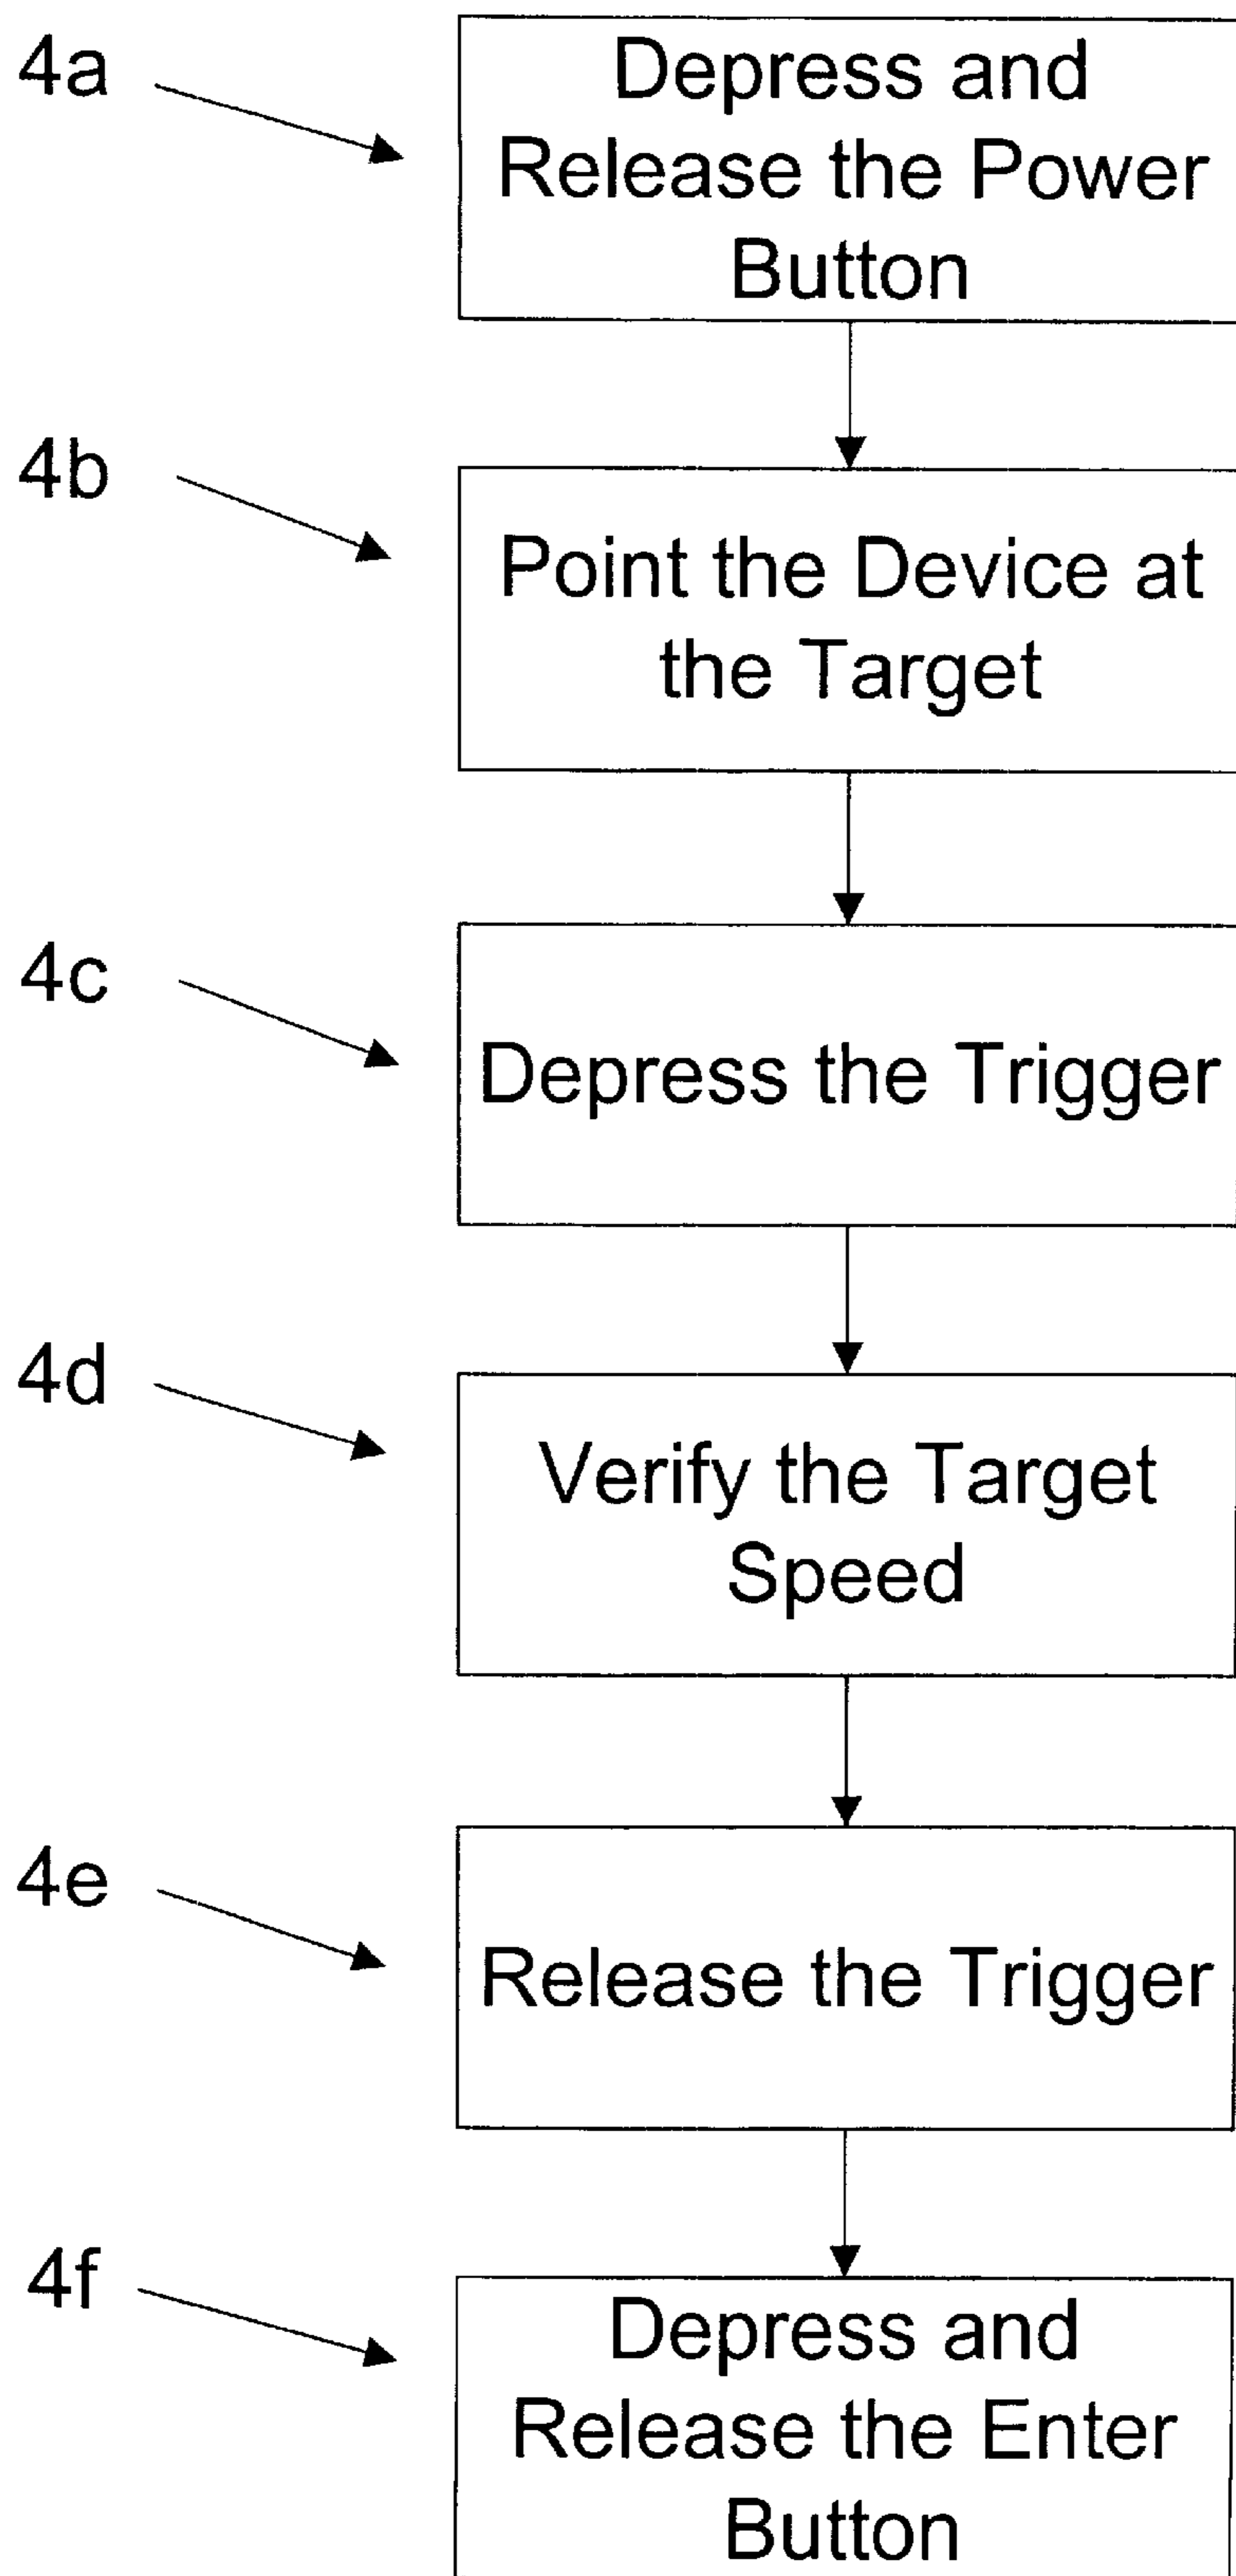 4a
Depress and
Release the Power
Button
4b
Point the Device at
the Target
4c
Depress the Trigger
4d
Verify the Target
Speed
4e
Release the Trigger
4f
Depress and
Release the Enter
Button